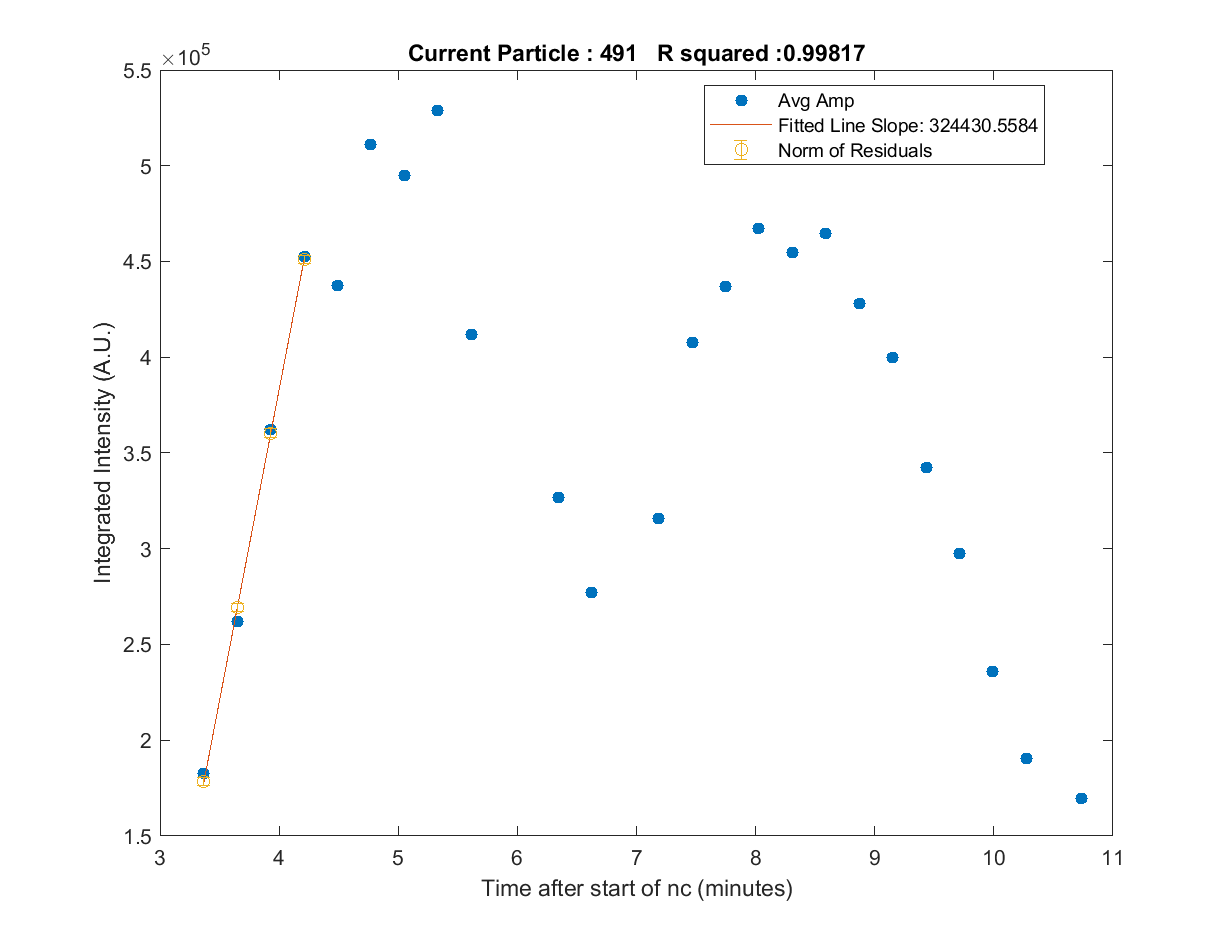 Current Particle : 491   R squared :0.99817
×10^5
5.5
5
4.5
4
3.5
3
2.5
2
1.5
Integrated Intensity (A.U.)
Avg Amp
Fitted Line Slope: 324430.5584
Norm of Residuals
3 4 5 6 7 8 9 10 11
Time after start of nc (minutes)